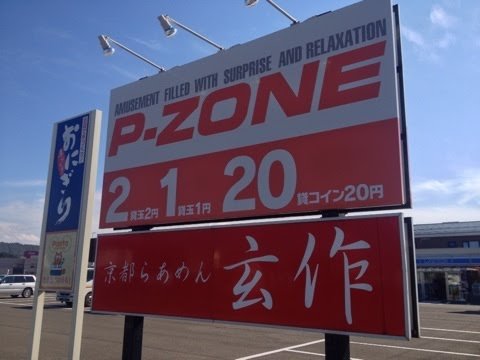 AMUSEMENT FILLED WITH SURPRISE AND RELAXATION
P-ZONE
2 貸玉2円 1 貸玉1円 20 貸コイン20円
京都らあめん 玄作
おにぎり